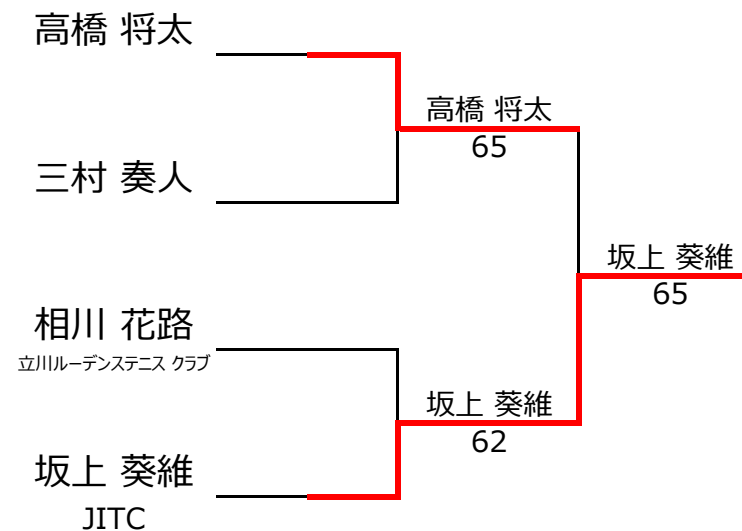 高橋 将太
三村 奏人
相川 花路
立川ルーデンステニス クラブ
坂上 葵維
JITC
高橋 将太
65
坂上 葵維
62
坂上 葵維
65